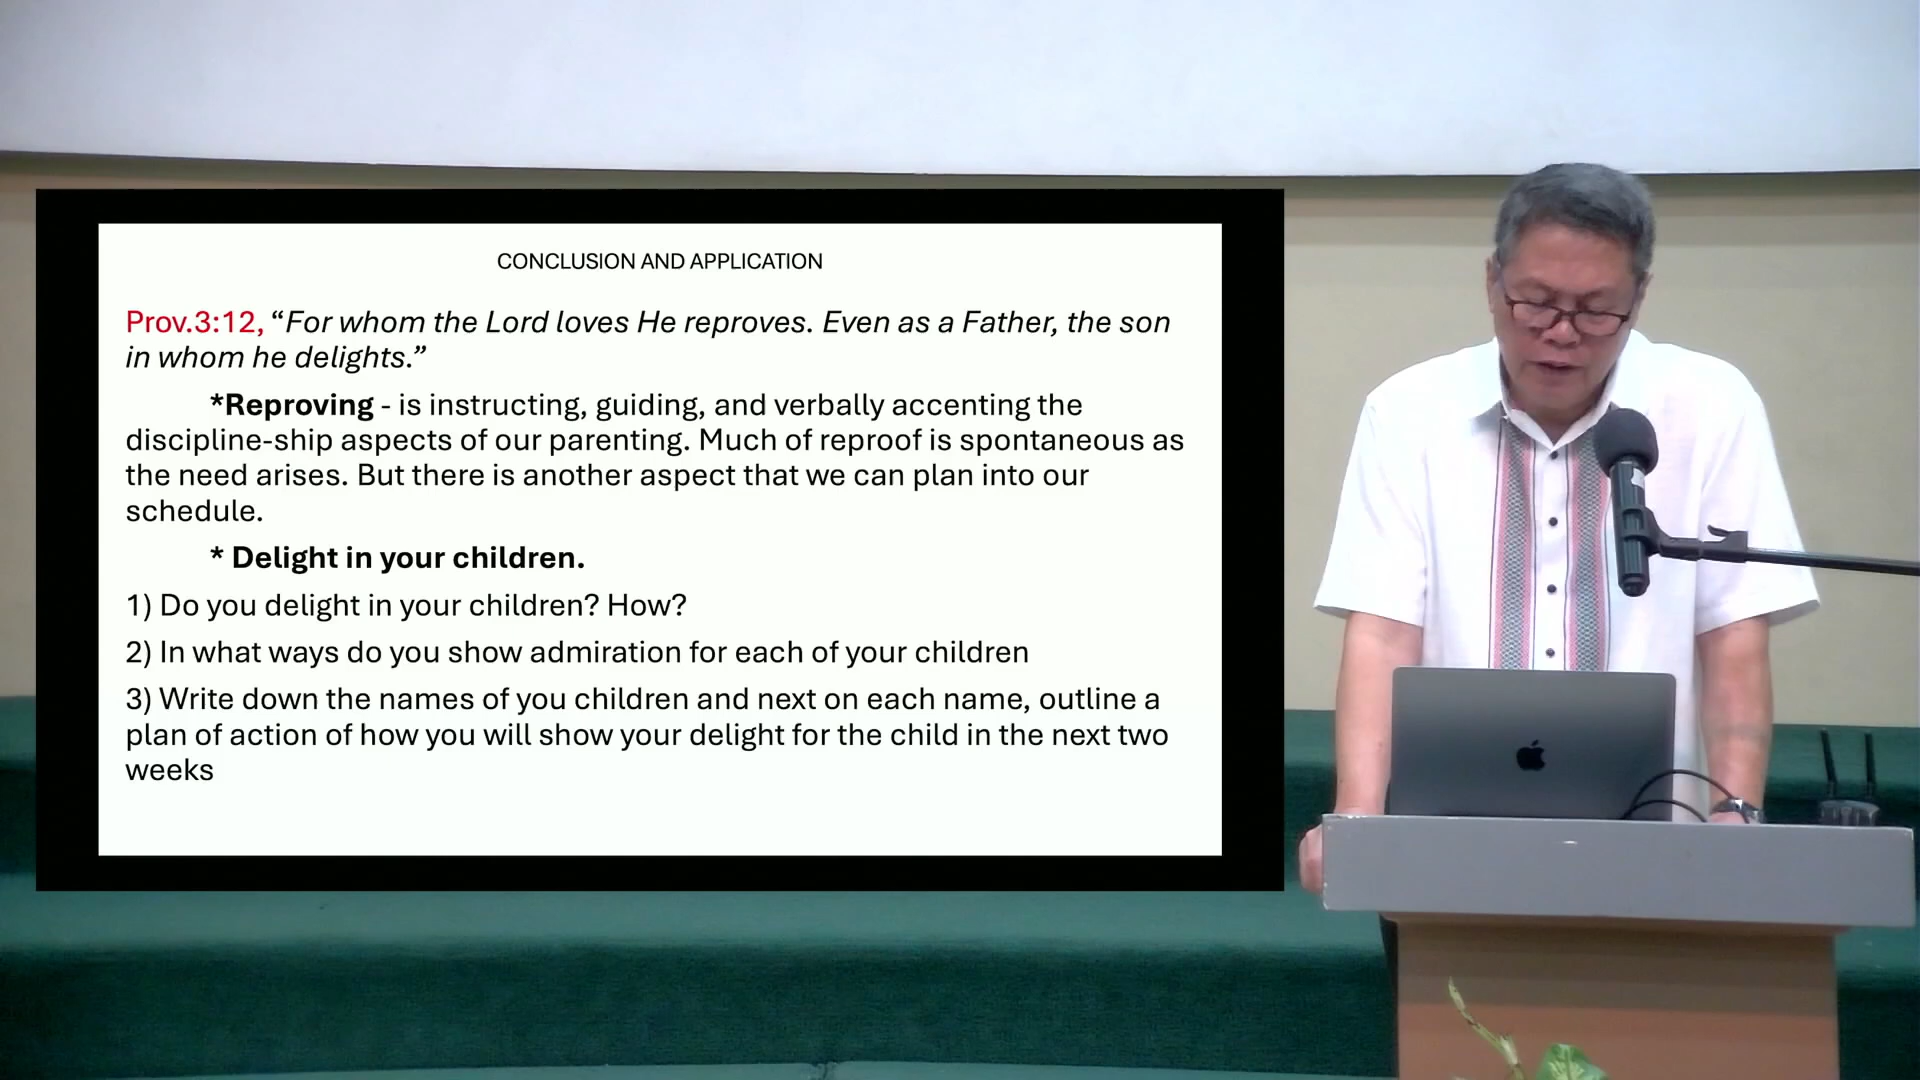 CONCLUSION AND APPLICATION
Prov.3:12, “For whom the Lord loves He reproves. Even as a Father, the son
in whom he delights.”
*Reproving - is instructing, guiding, and verbally accenting the
discipline-ship aspects of our parenting. Much of reproof is spontaneous as
the need arises. But there is another aspect that we can plan into our
schedule.
* Delight in your children.
1) Do you delight in your children? How?
2) In what ways do you show admiration for each of your children
3) Write down the names of you children and next on each name, outline a
plan of action of how you will show your delight for the child in the next two
weeks